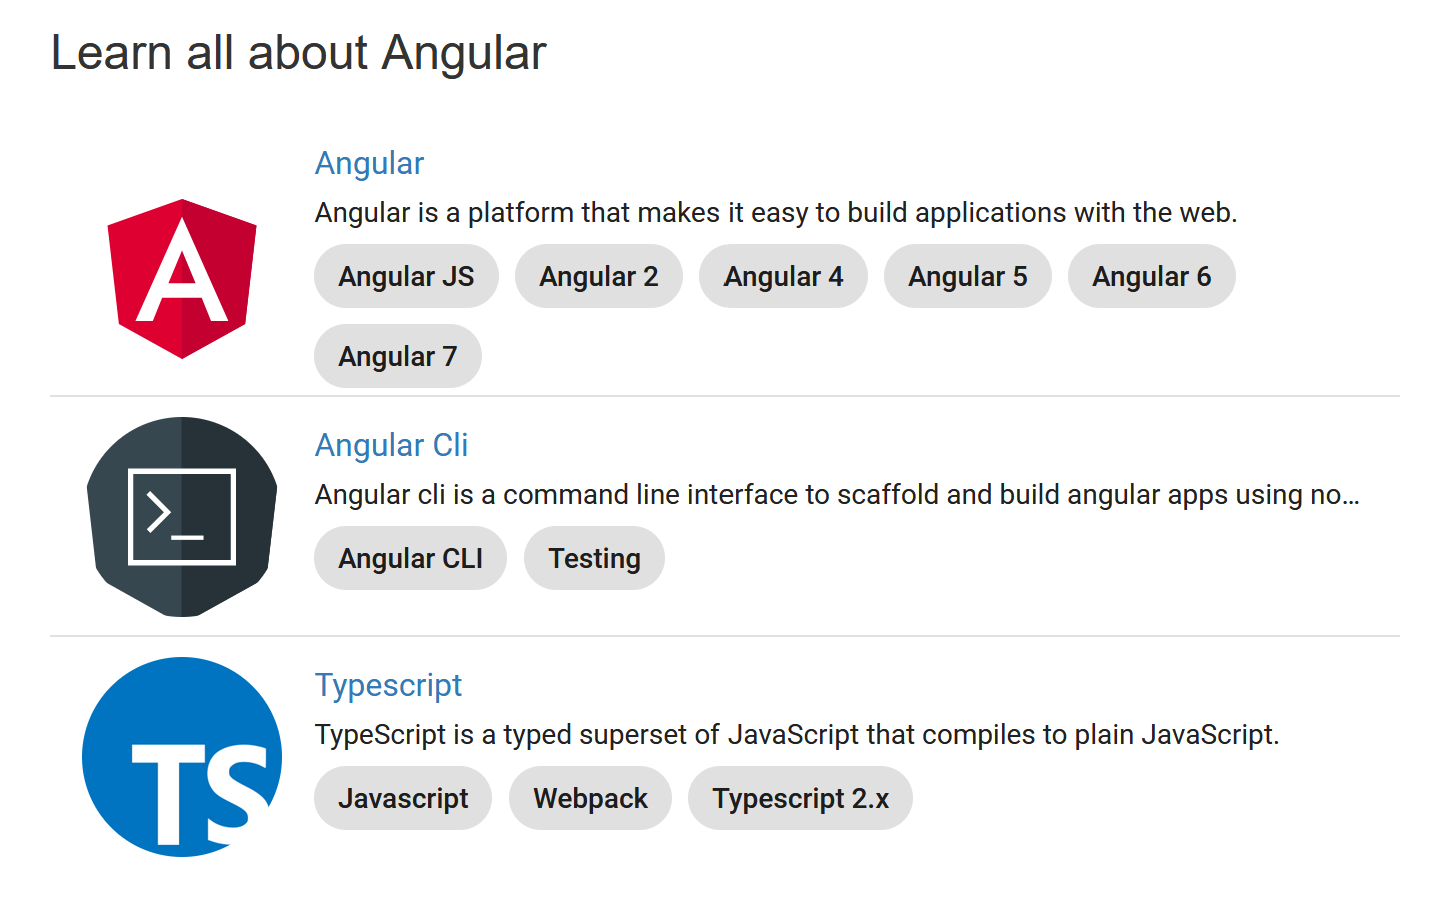 Learn all about Angular
Angular
Angular is a platform that makes it easy to build applications with the web.
Angular JS Angular 2 Angular 4 Angular 5 Angular 6
Angular 7
Angular Cli
Angular cli is a command line interface to scaffold and build angular apps using no…
Angular CLI Testing
Typescript
TypeScript is a typed superset of JavaScript that compiles to plain JavaScript.
TS
Javascript Webpack Typescript 2.x